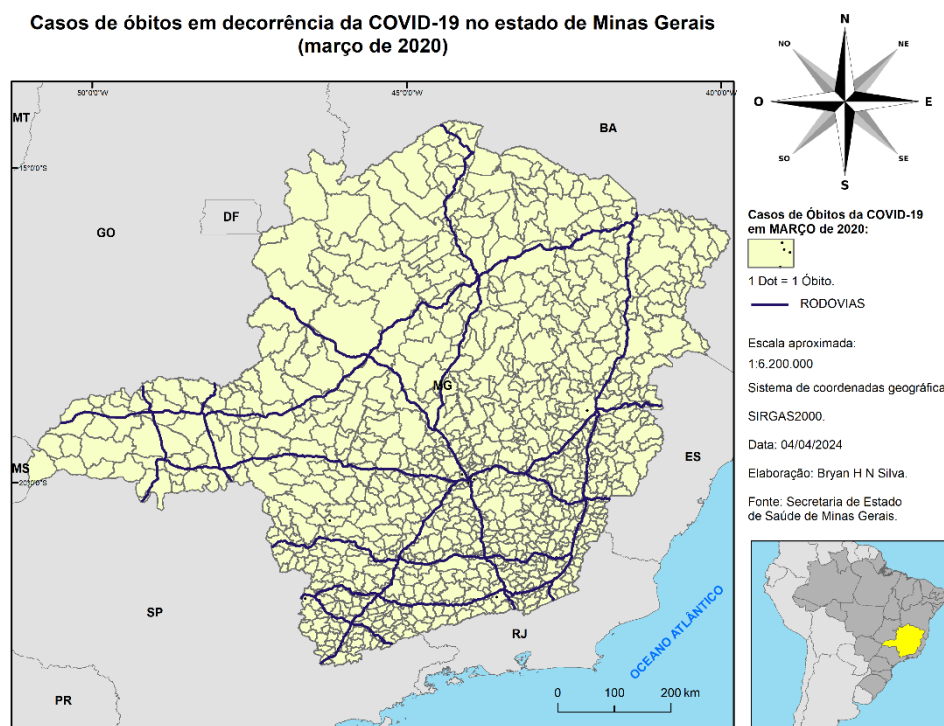 Casos de óbitos em decorrência da COVID-19 no estado de Minas Gerais
(março de 2020)
50°0'0"W
45°0'0"W
40°0'0"W
15°0'0"S
20°0'0"S
MT
BA
DF
GO
MG
MS
ES
SP
RJ
PR
OCEANO ATLÂNTICO
0 100 200 km
N
NO
NE
O
E
SO
SE
S
Casos de Óbitos da COVID-19
em MARÇO de 2020:
1 Dot = 1 Óbito.
RODOVIAS
Escala aproximada:
1:6.200.000
Sistema de coordenadas geográfica
SIRGAS2000.
Data: 04/04/2024
Elaboração: Bryan H N Silva.
Fonte: Secretaria de Estado
de Saúde de Minas Gerais.